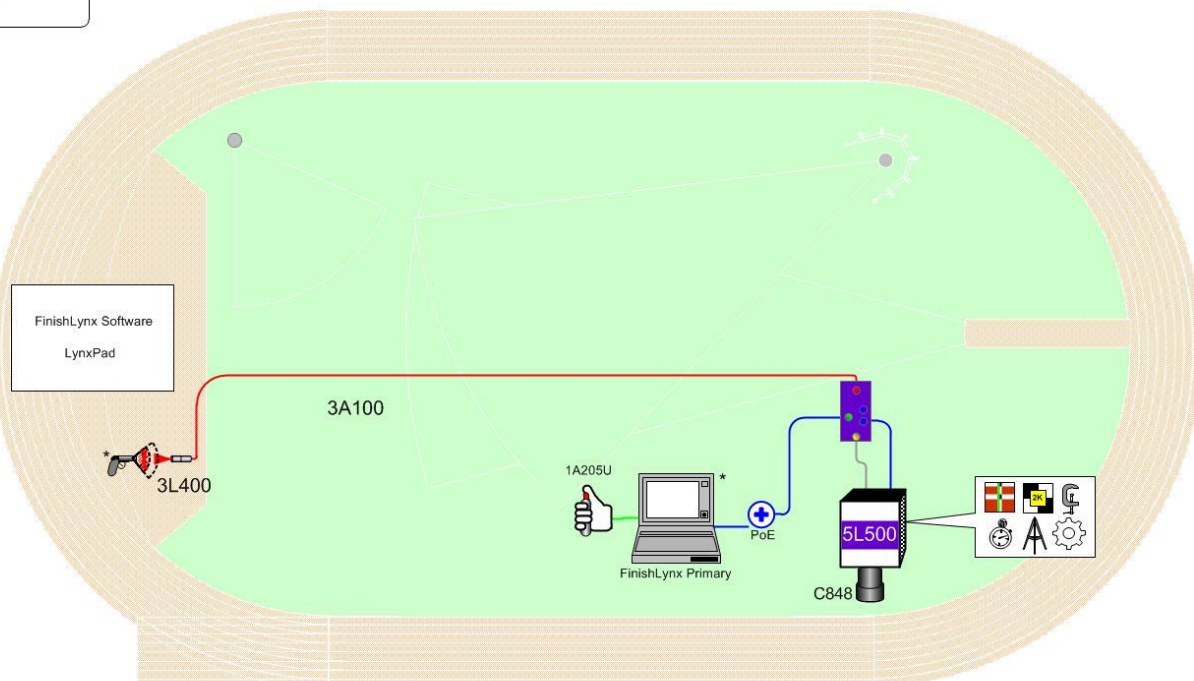 FinishLynx Software
LynxPad
3A100
*
3L400
1A205U
*
PoE
FinishLynx Primary
5L500
2K
C848